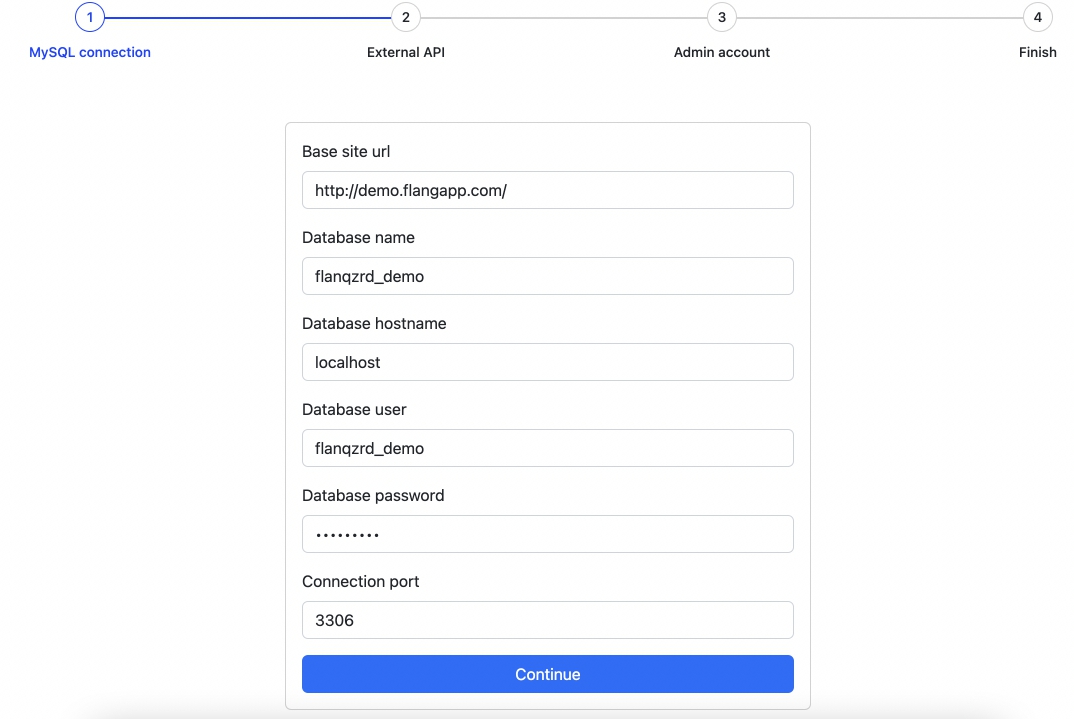 1
2
3
4
MySQL connection
External API
Admin account
Finish
Base site url
http://demo.flangapp.com/
Database name
flanqzrd_demo
Database hostname
localhost
Database user
flanqzrd_demo
Database password
•••••••••
Connection port
3306
Continue